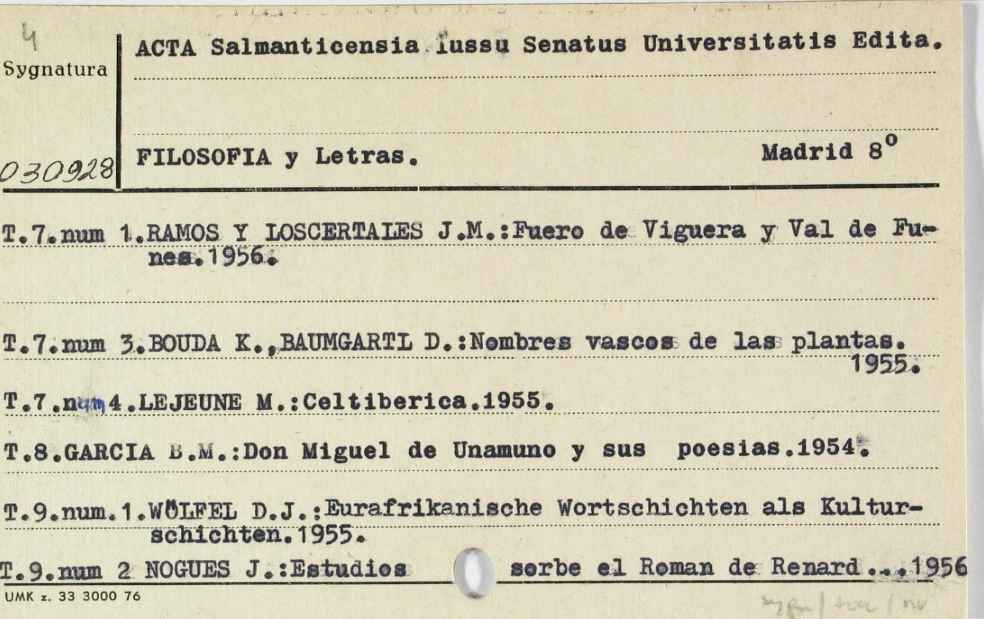 4
ACTA Salmanticensia iussu Senatus Universitatis Edita.
Sygnatura
030928
FILOSOFIA y Letras. Madrid 8º
T.7.num 1.RAMOS Y LOSCERTALES J.M.:Fuero de Viguera y Val de Fu-
nes.1956.
T.7.num 3.BOUDA K.,BAUMGARTL D.:Nombres vascos de las plantas.
1955.
T.7.num4.LEJEUNE M.:Celtiberica.1955.
T.8.GARCIA B.M.:Don Miguel de Unamuno y sus poesias.1954.
T.9.num.1.WÖLFEL D.J.:Eurafrikanische Wortschichten als Kultur-
schichten.1955.
T.9.num 2 NOGUES J.:Estudios sorbe el Roman de Renard...1956
UMK z. 33 3000 76